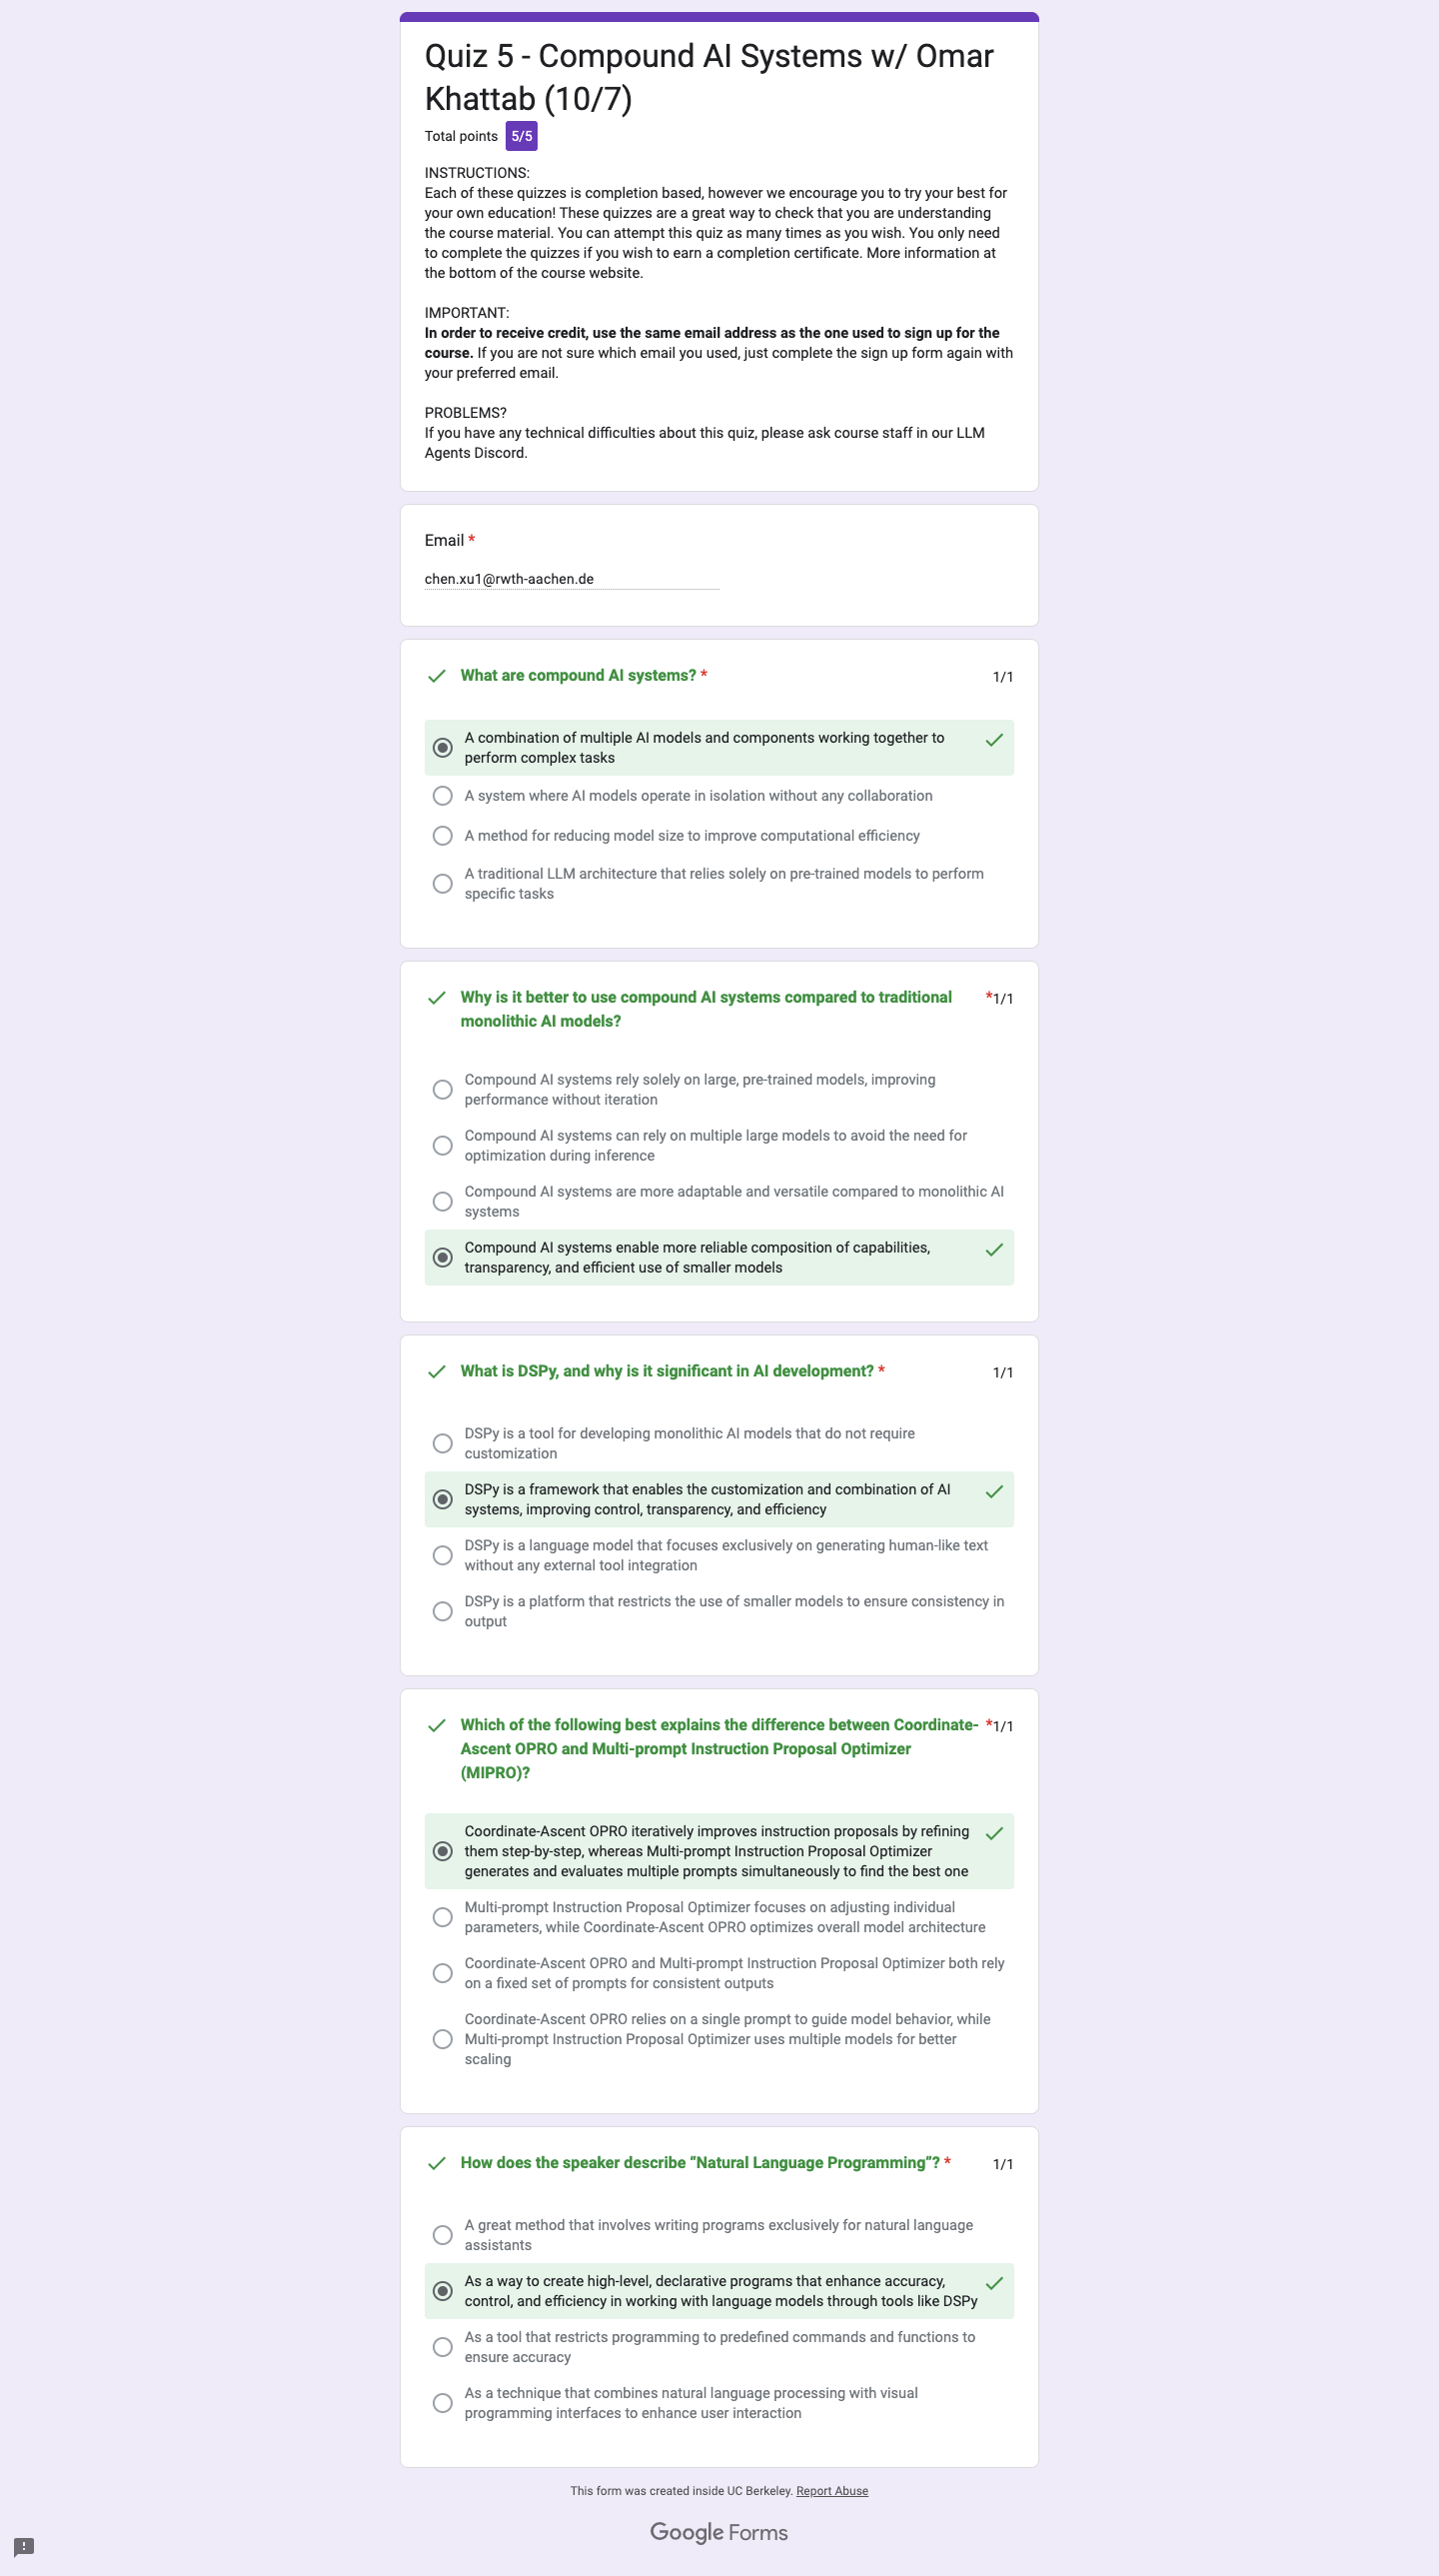 Quiz 5 - Compound AI Systems w/ Omar
Khattab (10/7)
Total points 5/5
INSTRUCTIONS:
Each of these quizzes is completion based, however we encourage you to try your best for
your own education! These quizzes are a great way to check that you are understanding
the course material. You can attempt this quiz as many times as you wish. You only need
to complete the quizzes if you wish to earn a completion certificate. More information at
the bottom of the course website.
IMPORTANT:
In order to receive credit, use the same email address as the one used to sign up for the
course. If you are not sure which email you used, just complete the sign up form again with
your preferred email.
PROBLEMS?
If you have any technical difficulties about this quiz, please ask course staff in our LLM
Agents Discord.
Email *
chen.xu1@rwth-aachen.de
What are compound AI systems? * 1/1
A combination of multiple AI models and components working together to
perform complex tasks
A system where AI models operate in isolation without any collaboration
A method for reducing model size to improve computational efficiency
A traditional LLM architecture that relies solely on pre-trained models to perform
specific tasks
Why is it better to use compound AI systems compared to traditional *1/1
monolithic AI models?
Compound AI systems rely solely on large, pre-trained models, improving
performance without iteration
Compound AI systems can rely on multiple large models to avoid the need for
optimization during inference
Compound AI systems are more adaptable and versatile compared to monolithic AI
systems
Compound AI systems enable more reliable composition of capabilities,
transparency, and efficient use of smaller models
What is DSPy, and why is it significant in AI development? * 1/1
DSPy is a tool for developing monolithic AI models that do not require
customization
DSPy is a framework that enables the customization and combination of AI
systems, improving control, transparency, and efficiency
DSPy is a language model that focuses exclusively on generating human-like text
without any external tool integration
DSPy is a platform that restricts the use of smaller models to ensure consistency in
output
Which of the following best explains the difference between Coordinate- *1/1
Ascent OPRO and Multi-prompt Instruction Proposal Optimizer
(MIPRO)?
Coordinate-Ascent OPRO iteratively improves instruction proposals by refining
them step-by-step, whereas Multi-prompt Instruction Proposal Optimizer
generates and evaluates multiple prompts simultaneously to find the best one
Multi-prompt Instruction Proposal Optimizer focuses on adjusting individual
parameters, while Coordinate-Ascent OPRO optimizes overall model architecture
Coordinate-Ascent OPRO and Multi-prompt Instruction Proposal Optimizer both rely
on a fixed set of prompts for consistent outputs
Coordinate-Ascent OPRO relies on a single prompt to guide model behavior, while
Multi-prompt Instruction Proposal Optimizer uses multiple models for better
scaling
How does the speaker describe “Natural Language Programming”? * 1/1
A great method that involves writing programs exclusively for natural language
assistants
As a way to create high-level, declarative programs that enhance accuracy,
control, and efficiency in working with language models through tools like DSPy
As a tool that restricts programming to predefined commands and functions to
ensure accuracy
As a technique that combines natural language processing with visual
programming interfaces to enhance user interaction
This form was created inside UC Berkeley. Report Abuse
Google Forms